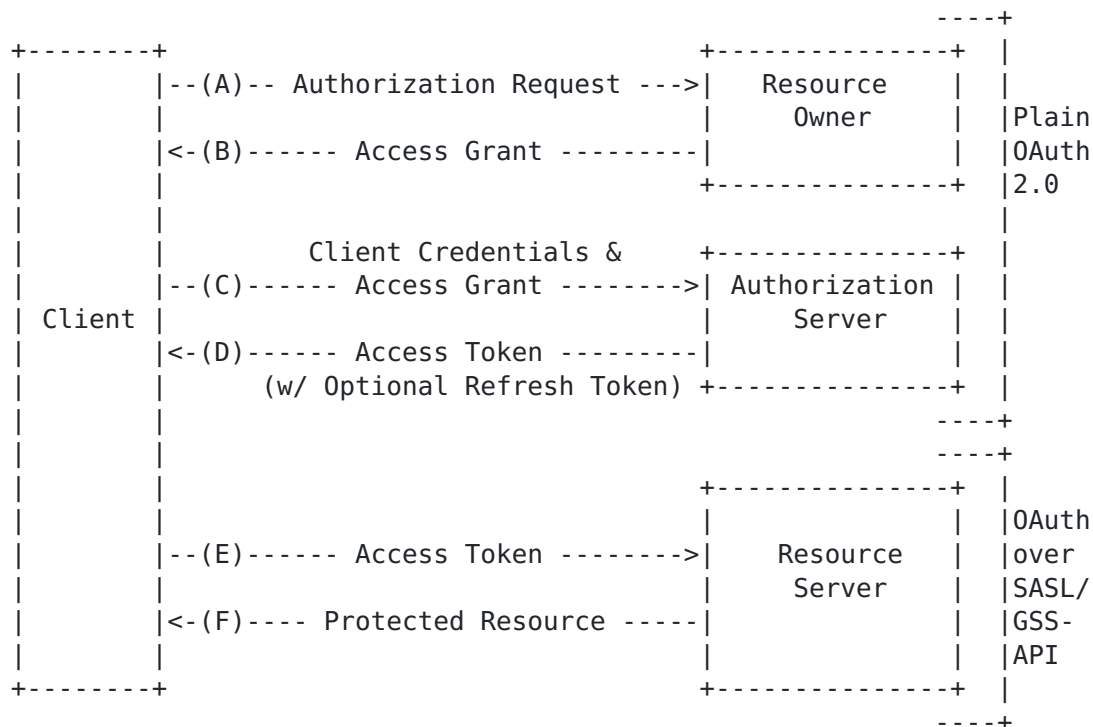 ----+
+--------+ +---------------+ |
| |--(A)-- Authorization Request --->| Resource | |
| | | Owner | |Plain
| |<-(B)------ Access Grant ---------| | |OAuth
| | +---------------+ |2.0
| | |
| | Client Credentials & +---------------+ |
| |--(C)------ Access Grant -------->| Authorization | |
| Client | | Server | |
| |<-(D)------ Access Token ---------| | |
| | (w/ Optional Refresh Token) +---------------+ |
| | ----+
| | ----+
| | +---------------+ |
| | | | |OAuth
| |--(E)------ Access Token -------->| Resource | |over
| | | Server | |SASL/
| |<-(F)---- Protected Resource -----| | |GSS-
| | | | |API
+--------+ +---------------+ |
----+